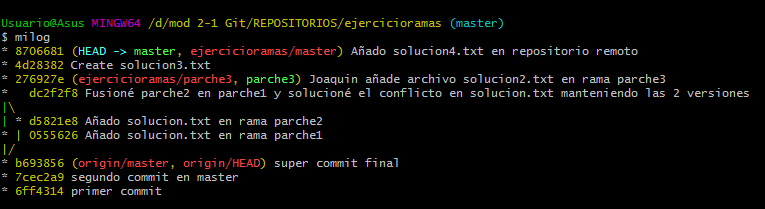 Usuario@Asus MINGW64 /d/mod 2-1 Git/REPOSITORIOS/ejercicioramas (master)
$ milog
* 8706681 (HEAD -> master, ejercicioramas/master) Añado solucion4.txt en repositorio remoto
* 4d28382 Create solucion3.txt
* 276927e (ejercicioramas/parche3, parche3) Joaquin añade archivo solucion2.txt en rama parche3
*   dc2f2f8 Fusioné parche2 en parche1 y solucioné el conflicto en solucion.txt manteniendo las 2 versiones
|\
| * d5821e8 Añado solucion.txt en rama parche2
* | 0555626 Añado solucion.txt en rama parche1
|/
* b693856 (origin/master, origin/HEAD) super commit final
* 7cec2a9 segundo commit en master
* 6ff4314 primer commit